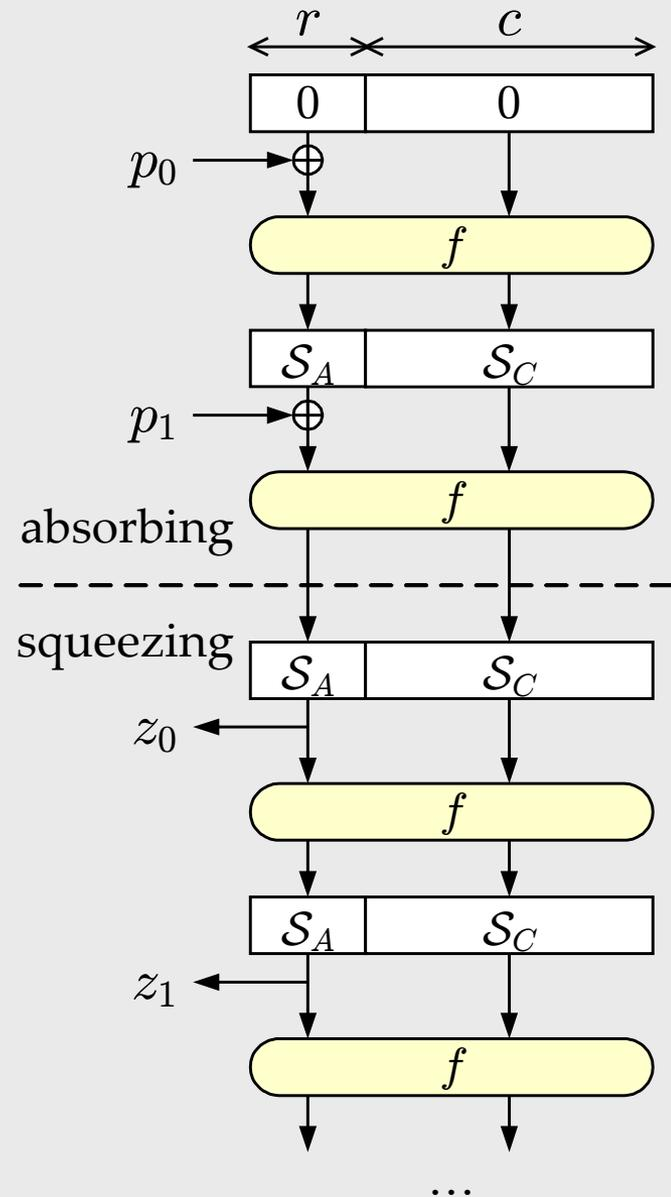 r c
0 0
p₀
f
𝒮_A 𝒮_C
p₁
f
absorbing
squeezing
𝒮_A 𝒮_C
z₀
f
𝒮_A 𝒮_C
z₁
f
...